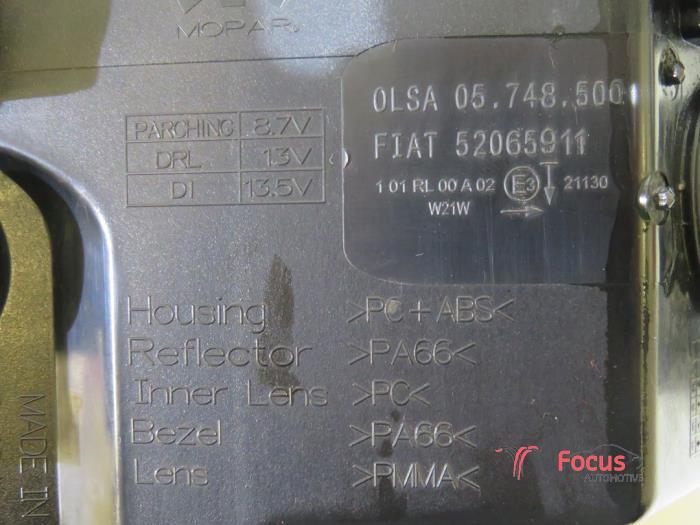 MOPAR
OLSA 05.748.500
FIAT 52065911
1 01 RL 00 A 02 E3 21130
W21W
PARCHING 8.7V
DRL 13V
DI 13.5V
Housing >PC+ABS<
Reflector >PA66<
Inner Lens >PC<
Bezel >PA66<
Lens >PMMA<
MADE IN
Focus
AUTOMOTIVE